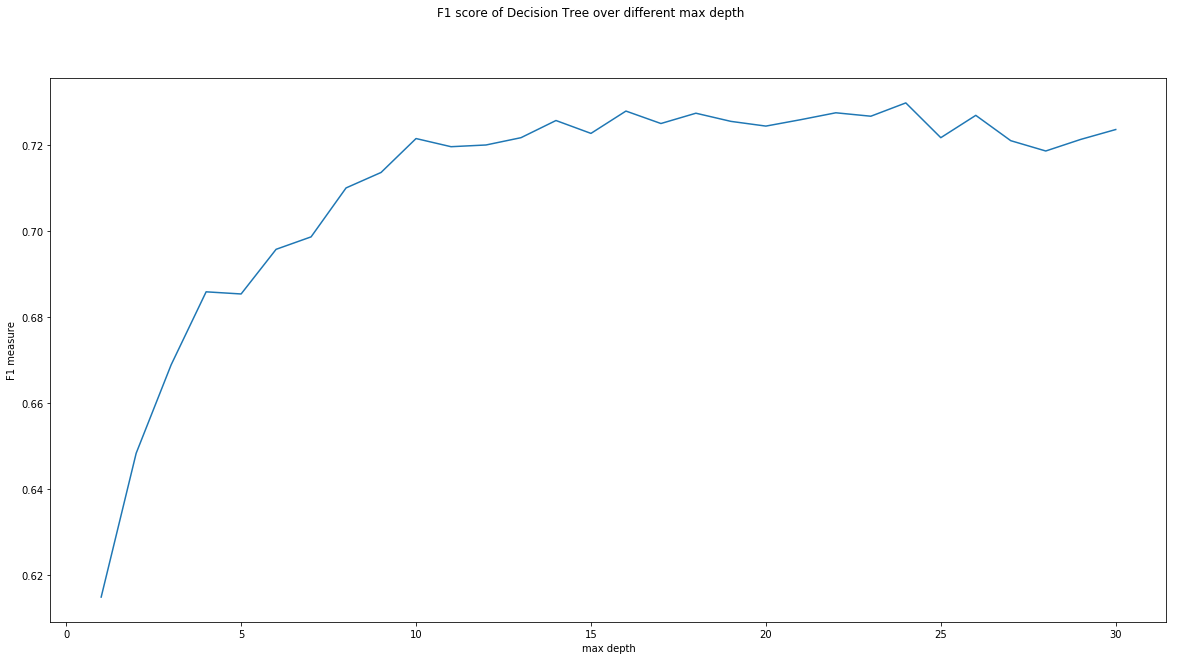 F1 score of Decision Tree over different max depth
F1 measure
0.72
0.70
0.68
0.66
0.64
0.62
0 5 10 15 20 25 30
max depth